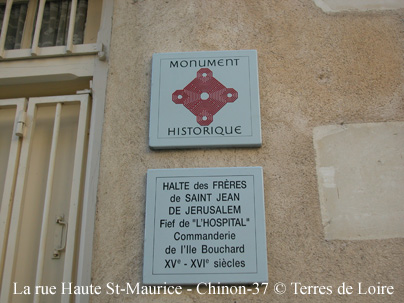 MONUMENT
HISTORIQUE
HALTE des FRÈRES
de SAINT JEAN
DE JERUSALEM
Fief de "L'HOSPITAL"
Commanderie
de l'Ile Bouchard
XVe - XVIe siècles
La rue Haute St-Maurice - Chinon-37 © Terres de Loire